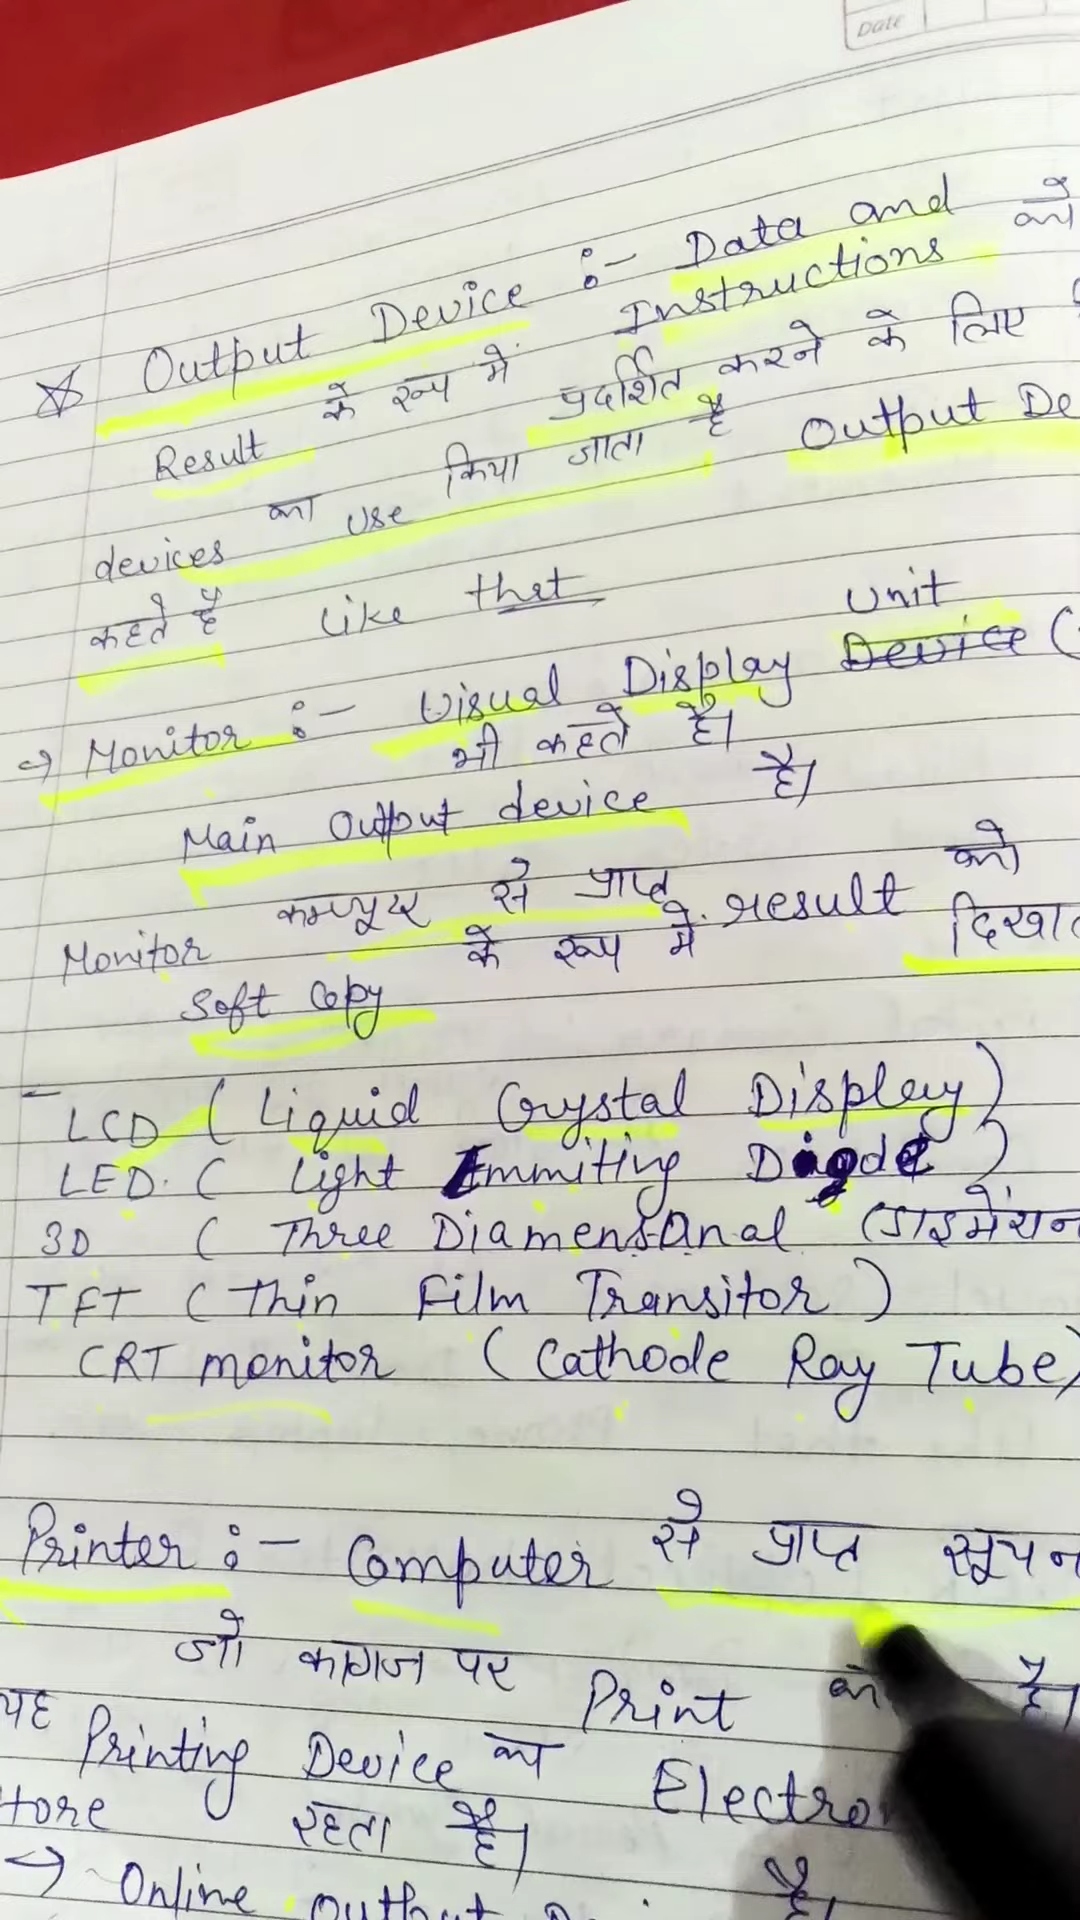 Date
☆ Output Device :- Data and
Instructions को
Result के रूप में प्रदर्शित करने के लिए
devices का use किया जाता है Output De
कहते है like that
Unit
→ Monitor :- Visual Display Device (
भी कहते है।
Main Output device है।
Monitor कम्प्यूटर से प्राप्त result को
Soft Copy के रूप में दिखात
LCD (Liquid Crystal Display)
LED. ( Light Emmiting Diode )
3D ( Three Diamensanal (डाइमेंशन
TFT (Thin Film Transitor )
CRT monitor (Cathode Ray Tube)
Printer :- Computer से प्राप्त सूचन
जो कागज पर Print है।
यह Printing Device का Electro
tore रहता है।
→ Online output है।